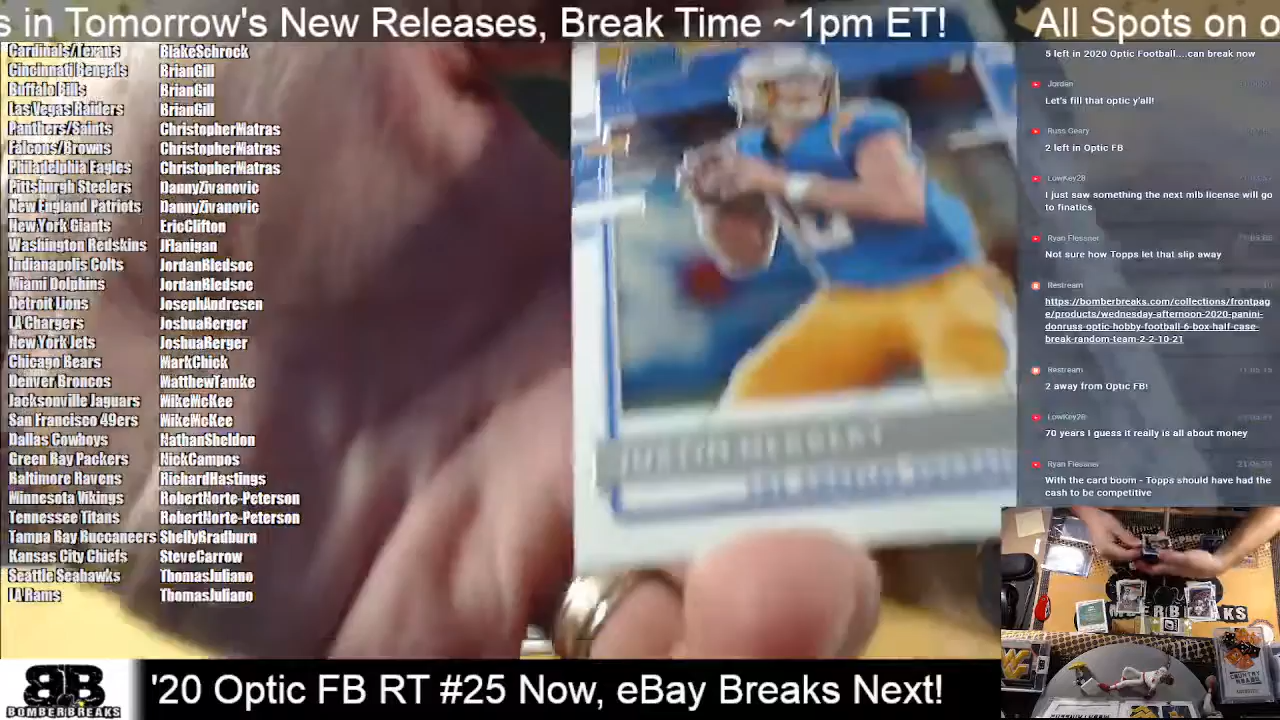 s in Tomorrow's New Releases, Break Time ~1pm ET!
All Spots on o
Cardinals/Texans BlakeSchrock
Cincinnati Bengals BrianGill
Buffalo Bills BrianGill
LasVegas Raiders BrianGill
Panthers/Saints ChristopherMatras
Falcons/Browns ChristopherMatras
Philadelphia Eagles ChristopherMatras
Pittsburgh Steelers DannyZivanovic
New England Patriots DannyZivanovic
New York Giants EricClifton
Washington Redskins JFlanigan
Indianapolis Colts JordanBledsoe
Miami Dolphins JordanBledsoe
Detroit Lions JosephAndresen
LA Chargers JoshuaBerger
New York Jets JoshuaBerger
Chicago Bears MarkChick
Denver Broncos MatthewTamke
Jacksonville Jaguars MikeMcKee
San Francisco 49ers MikeMcKee
Dallas Cowboys NathanSheldon
Green Bay Packers NickCampos
Baltimore Ravens RichardHastings
Minnesota Vikings RobertNorte-Peterson
Tennessee Titans RobertNorte-Peterson
Tampa Bay Buccaneers ShellyBradburn
Kansas City Chiefs SteveCarrow
Seattle Seahawks ThomasJuliano
LA Rams ThomasJuliano
JUSTIN HERBERT
5 left in 2020 Optic Football....can break now
Jordan
Let's fill that optic y'all!
Russ Geary
2 left in Optic FB
LowKey28
I just saw something the next mlb license will go
to finatics
Ryan Flessner
Not sure how Topps let that slip away
Restream
https://bomberbreaks.com/collections/frontpag
e/products/wednesday-afternoon-2020-panini-
donruss-optic-hobby-football-6-box-half-case-
break-random-team-2-2-10-21
Restream
2 away from Optic FB!
LowKey28
70 years I guess it really is all about money
Ryan Flessner
With the card boom - Topps should have had the
cash to be competitive
BOMBERBREAKS
'20 Optic FB RT #25 Now, eBay Breaks Next!